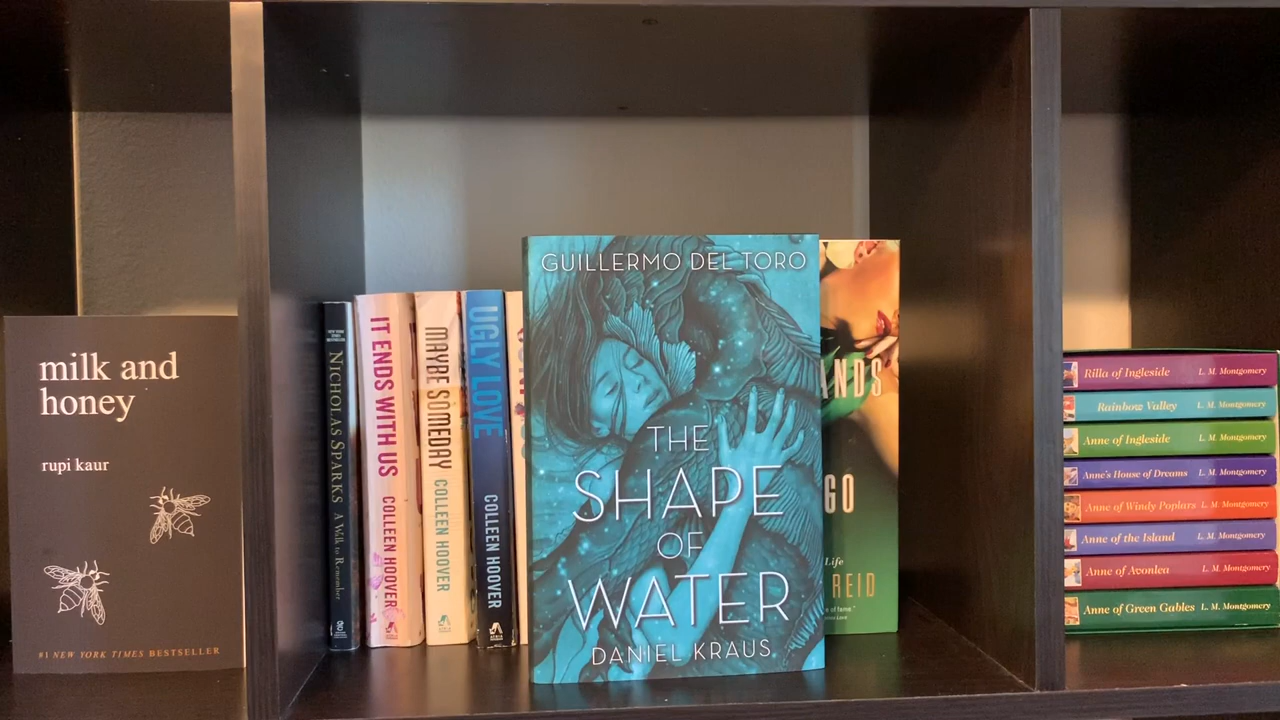 milk and
honey
rupi kaur
#1 NEW YORK TIMES BESTSELLER
NICHOLAS SPARKS A Walk to Remember
IT ENDS WITH US COLLEEN HOOVER
MAYBE SOMEDAY COLLEEN HOOVER
UGLY LOVE COLLEEN HOOVER
GUILLERMO DEL TORO
THE
SHAPE
OF
WATER
DANIEL KRAUS
ANDS
GO
Life
REID
Rilla of Ingleside L. M. Montgomery
Rainbow Valley L. M. Montgomery
Anne of Ingleside L. M. Montgomery
Anne's House of Dreams L. M. Montgomery
Anne of Windy Poplars L. M. Montgomery
Anne of the Island L. M. Montgomery
Anne of Avonlea L. M. Montgomery
Anne of Green Gables L. M. Montgomery